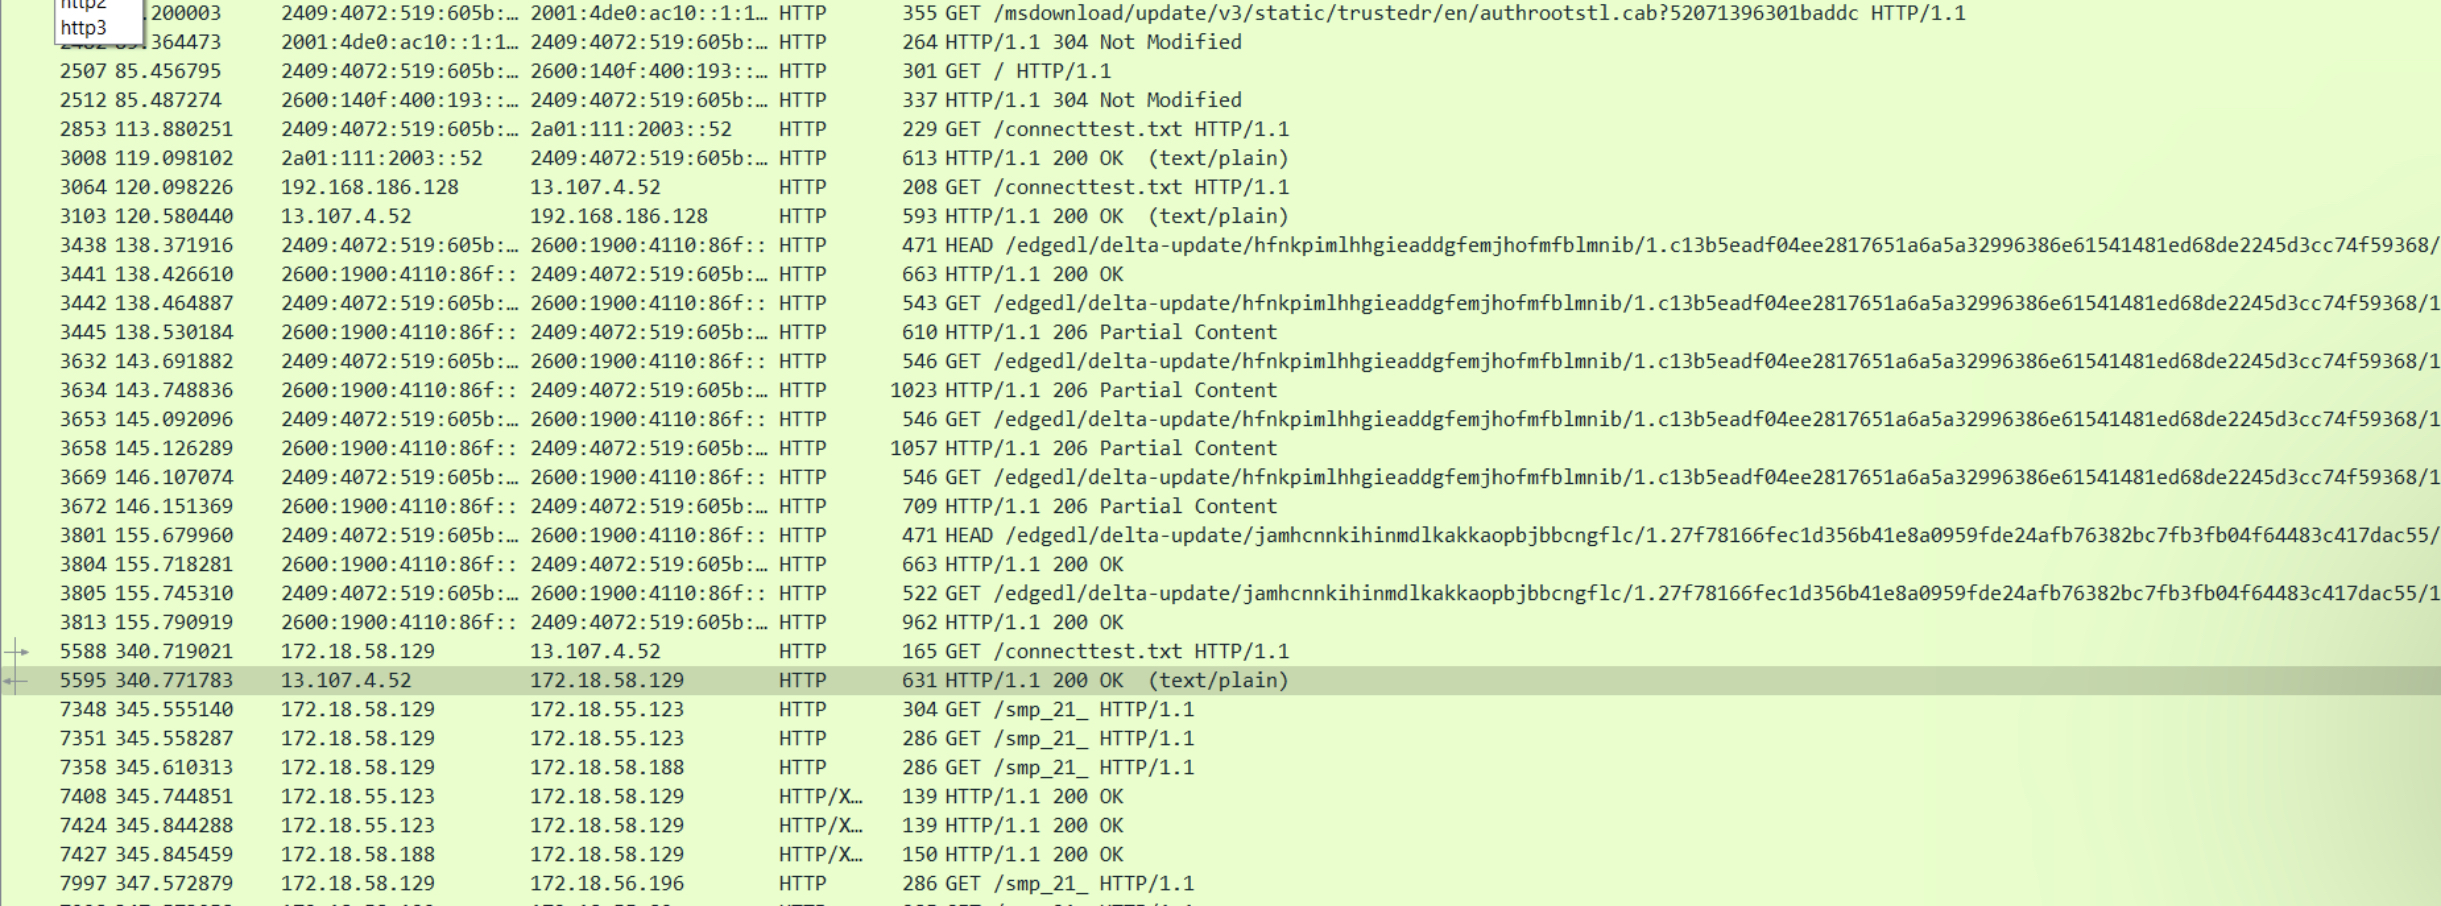 http2
http3
.200003 2409:4072:519:605b:… 2001:4de0:ac10::1:1… HTTP 355 GET /msdownload/update/v3/static/trustedr/en/authrootstl.cab?52071396301baddc HTTP/1.1
.364473 2001:4de0:ac10::1:1… 2409:4072:519:605b:… HTTP 264 HTTP/1.1 304 Not Modified
2507 85.456795 2409:4072:519:605b:… 2600:140f:400:193::… HTTP 301 GET / HTTP/1.1
2512 85.487274 2600:140f:400:193::… 2409:4072:519:605b:… HTTP 337 HTTP/1.1 304 Not Modified
2853 113.880251 2409:4072:519:605b:… 2a01:111:2003::52 HTTP 229 GET /connecttest.txt HTTP/1.1
3008 119.098102 2a01:111:2003::52 2409:4072:519:605b:… HTTP 613 HTTP/1.1 200 OK (text/plain)
3064 120.098226 192.168.186.128 13.107.4.52 HTTP 208 GET /connecttest.txt HTTP/1.1
3103 120.580440 13.107.4.52 192.168.186.128 HTTP 593 HTTP/1.1 200 OK (text/plain)
3438 138.371916 2409:4072:519:605b:… 2600:1900:4110:86f:: HTTP 471 HEAD /edgedl/delta-update/hfnkpimlhhgieaddgfemjhofmfblmnib/1.c13b5eadf04ee2817651a6a5a32996386e61541481ed68de2245d3cc74f59368/
3441 138.426610 2600:1900:4110:86f:: 2409:4072:519:605b:… HTTP 663 HTTP/1.1 200 OK
3442 138.464887 2409:4072:519:605b:… 2600:1900:4110:86f:: HTTP 543 GET /edgedl/delta-update/hfnkpimlhhgieaddgfemjhofmfblmnib/1.c13b5eadf04ee2817651a6a5a32996386e61541481ed68de2245d3cc74f59368/1
3445 138.530184 2600:1900:4110:86f:: 2409:4072:519:605b:… HTTP 610 HTTP/1.1 206 Partial Content
3632 143.691882 2409:4072:519:605b:… 2600:1900:4110:86f:: HTTP 546 GET /edgedl/delta-update/hfnkpimlhhgieaddgfemjhofmfblmnib/1.c13b5eadf04ee2817651a6a5a32996386e61541481ed68de2245d3cc74f59368/1
3634 143.748836 2600:1900:4110:86f:: 2409:4072:519:605b:… HTTP 1023 HTTP/1.1 206 Partial Content
3653 145.092096 2409:4072:519:605b:… 2600:1900:4110:86f:: HTTP 546 GET /edgedl/delta-update/hfnkpimlhhgieaddgfemjhofmfblmnib/1.c13b5eadf04ee2817651a6a5a32996386e61541481ed68de2245d3cc74f59368/1
3658 145.126289 2600:1900:4110:86f:: 2409:4072:519:605b:… HTTP 1057 HTTP/1.1 206 Partial Content
3669 146.107074 2409:4072:519:605b:… 2600:1900:4110:86f:: HTTP 546 GET /edgedl/delta-update/hfnkpimlhhgieaddgfemjhofmfblmnib/1.c13b5eadf04ee2817651a6a5a32996386e61541481ed68de2245d3cc74f59368/1
3672 146.151369 2600:1900:4110:86f:: 2409:4072:519:605b:… HTTP 709 HTTP/1.1 206 Partial Content
3801 155.679960 2409:4072:519:605b:… 2600:1900:4110:86f:: HTTP 471 HEAD /edgedl/delta-update/jamhcnnkihinmdlkakkaopbjbbcngflc/1.27f78166fec1d356b41e8a0959fde24afb76382bc7fb3fb04f64483c417dac55/
3804 155.718281 2600:1900:4110:86f:: 2409:4072:519:605b:… HTTP 663 HTTP/1.1 200 OK
3805 155.745310 2409:4072:519:605b:… 2600:1900:4110:86f:: HTTP 522 GET /edgedl/delta-update/jamhcnnkihinmdlkakkaopbjbbcngflc/1.27f78166fec1d356b41e8a0959fde24afb76382bc7fb3fb04f64483c417dac55/1
3813 155.790919 2600:1900:4110:86f:: 2409:4072:519:605b:… HTTP 962 HTTP/1.1 200 OK
5588 340.719021 172.18.58.129 13.107.4.52 HTTP 165 GET /connecttest.txt HTTP/1.1
5595 340.771783 13.107.4.52 172.18.58.129 HTTP 631 HTTP/1.1 200 OK (text/plain)
7348 345.555140 172.18.58.129 172.18.55.123 HTTP 304 GET /smp_21_ HTTP/1.1
7351 345.558287 172.18.58.129 172.18.55.123 HTTP 286 GET /smp_21_ HTTP/1.1
7358 345.610313 172.18.58.129 172.18.58.188 HTTP 286 GET /smp_21_ HTTP/1.1
7408 345.744851 172.18.55.123 172.18.58.129 HTTP/X… 139 HTTP/1.1 200 OK
7424 345.844288 172.18.55.123 172.18.58.129 HTTP/X… 139 HTTP/1.1 200 OK
7427 345.845459 172.18.58.188 172.18.58.129 HTTP/X… 150 HTTP/1.1 200 OK
7997 347.572879 172.18.58.129 172.18.56.196 HTTP 286 GET /smp_21_ HTTP/1.1